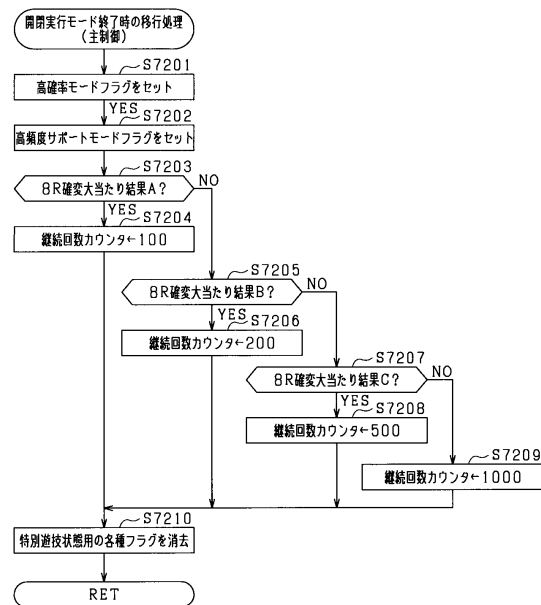 開閉実行モード終了時の移行処理
(主制御)
S7201
高確率モードフラグをセット
YES
S7202
高頻度サポートモードフラグをセット
S7203
8R確変大当たり結果A?
NO
YES
S7204
継続回数カウンタ←100
S7205
8R確変大当たり結果B?
NO
YES
S7206
継続回数カウンタ←200
S7207
8R確変大当たり結果C?
NO
YES
S7208
継続回数カウンタ←500
S7209
継続回数カウンタ←1000
S7210
特別遊技状態用の各種フラグを消去
RET